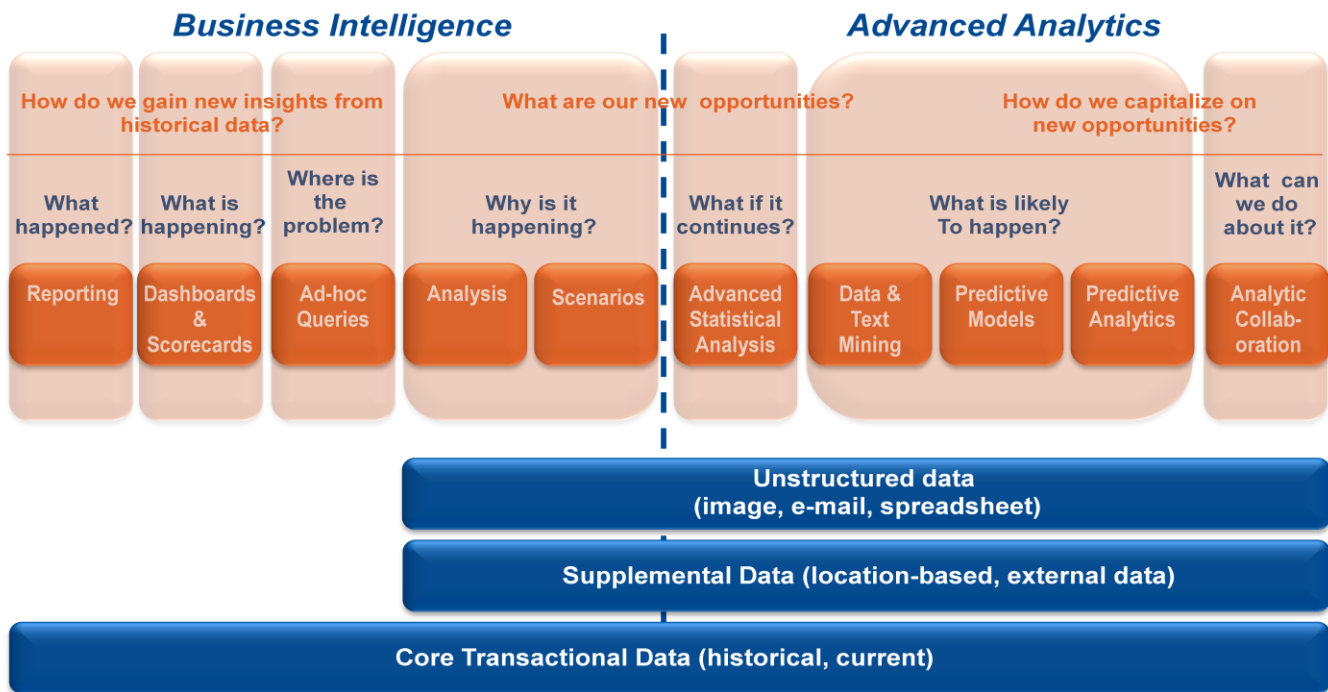 Business Intelligence
Advanced Analytics
How do we gain new insights from
historical data?
What are our new  opportunities?
How do we capitalize on
new opportunities?
What
happened?
What is
happening?
Where is
the
problem?
Why is it
happening?
What if it
continues?
What is likely
To happen?
What  can
we do
about it?
Reporting
Dashboards
&
Scorecards
Ad-hoc
Queries
Analysis
Scenarios
Advanced
Statistical
Analysis
Data &
Text
Mining
Predictive
Models
Predictive
Analytics
Analytic
Collab-
oration
Unstructured data
(image, e-mail, spreadsheet)
Supplemental Data (location-based, external data)
Core Transactional Data (historical, current)